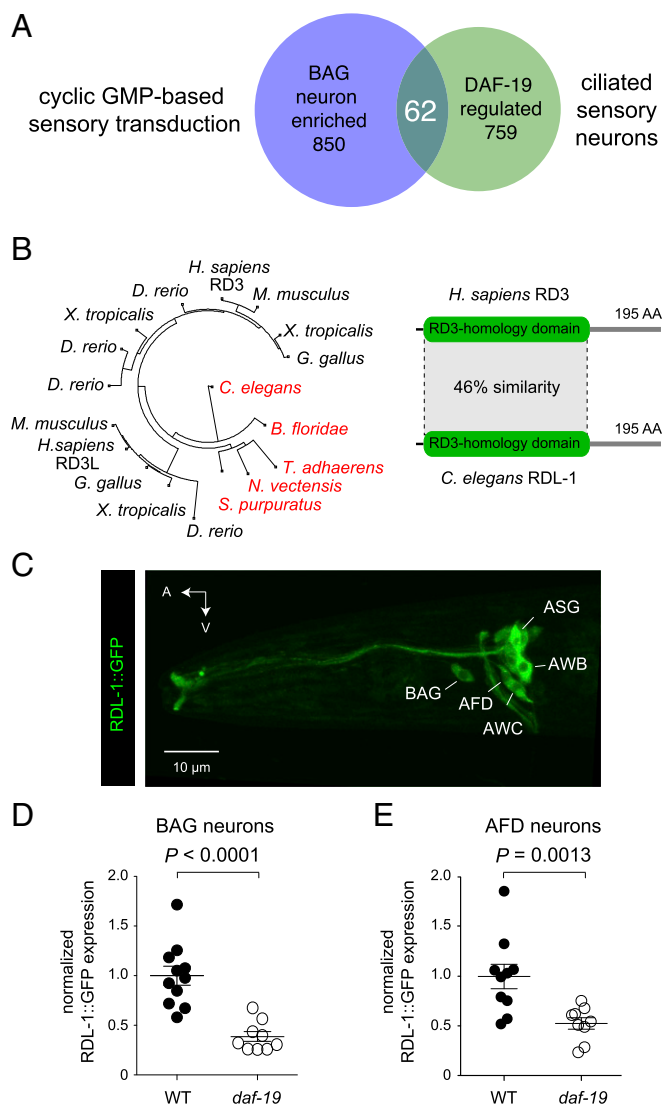 A
cyclic GMP-based
sensory transduction
BAG
neuron
enriched
850
62
DAF-19
regulated
759
ciliated
sensory
neurons
B
H. sapiens
RD3
M. musculus
D. rerio
X. tropicalis
X. tropicalis
D. rerio
G. gallus
D. rerio
C. elegans
M. musculus
B. floridae
H.sapiens
RD3L
T. adhaerens
G. gallus
N. vectensis
X. tropicalis
S. purpuratus
D. rerio
H. sapiens RD3
195 AA
RD3-homology domain
46% similarity
195 AA
RD3-homology domain
C. elegans RDL-1
C
RDL-1::GFP
A
V
ASG
AWB
BAG
AFD
AWC
10 µm
D
BAG neurons
P < 0.0001
normalized
RDL-1::GFP expression
2.0
1.5
1.0
0.5
0
WT
daf-19
E
AFD neurons
P = 0.0013
normalized
RDL-1::GFP expression
2.0
1.5
1.0
0.5
0
WT
daf-19